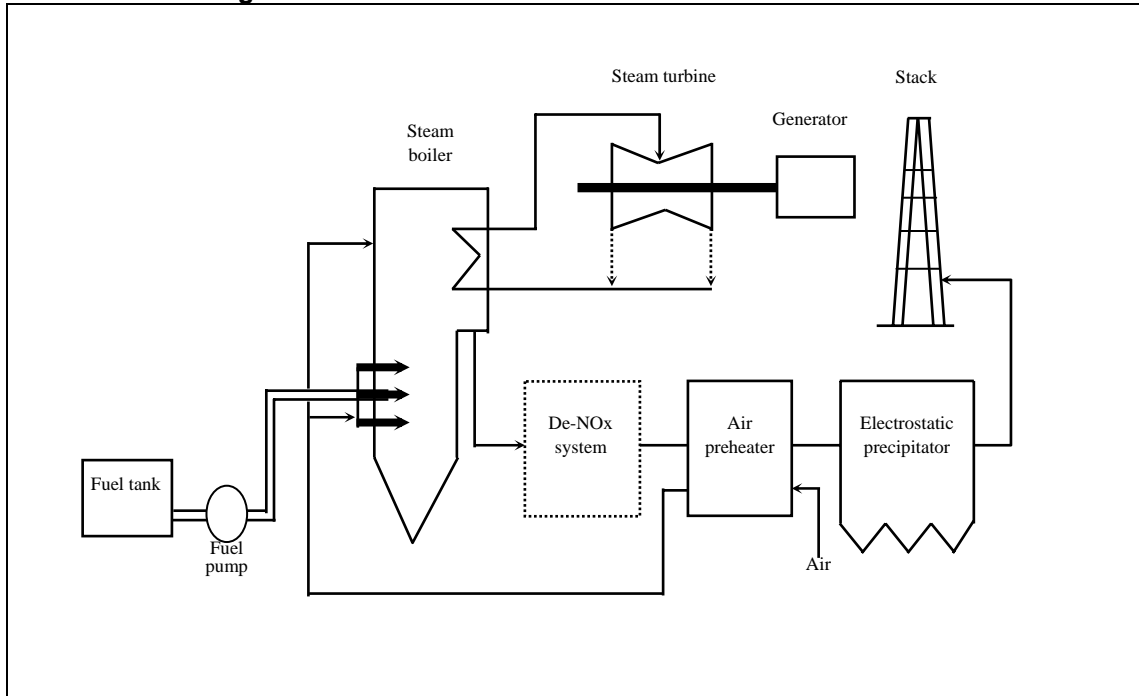 Steam turbine
Stack
Generator
Steam
boiler
De-NOx
system
Air
preheater
Electrostatic
precipitator
Fuel tank
Fuel
pump
Air